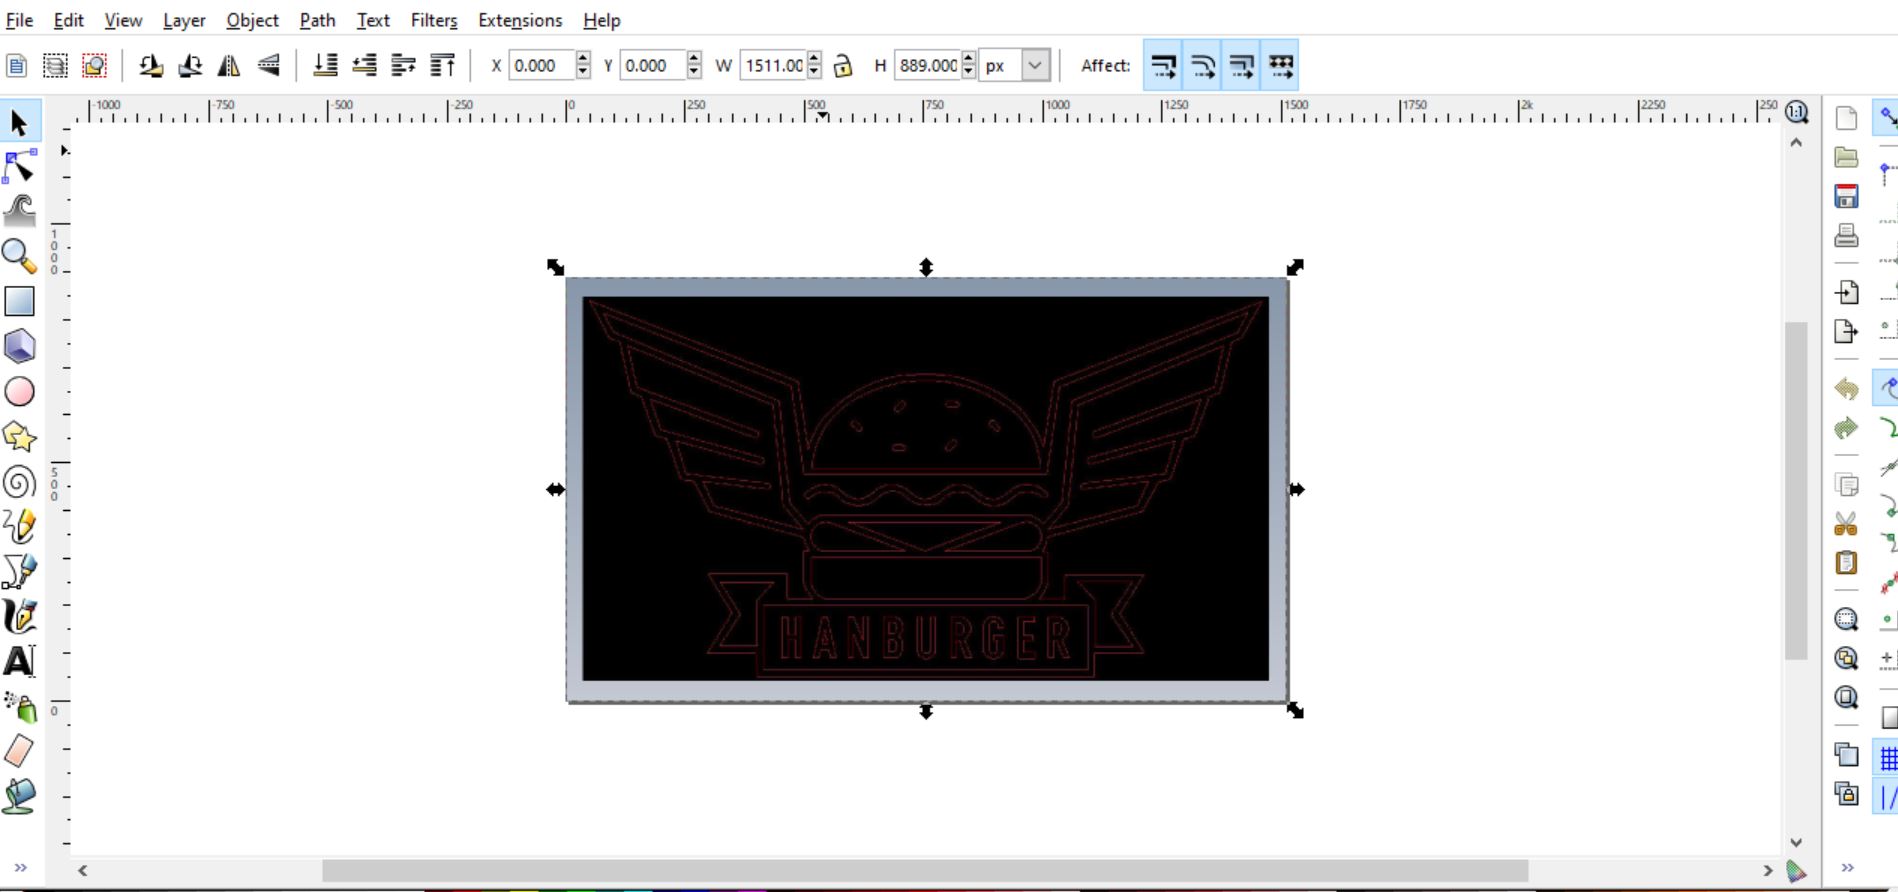 File Edit View Layer Object Path Text Filters Extensions Help
X 0.000 Y 0.000 W 1511.00 H 889.000 px Affect:
-1000 -750 -500 -250 0 250 500 750 1000 1250 1500 1750 2k 2250 250
1:1
1000
500
0
HANBURGER
A